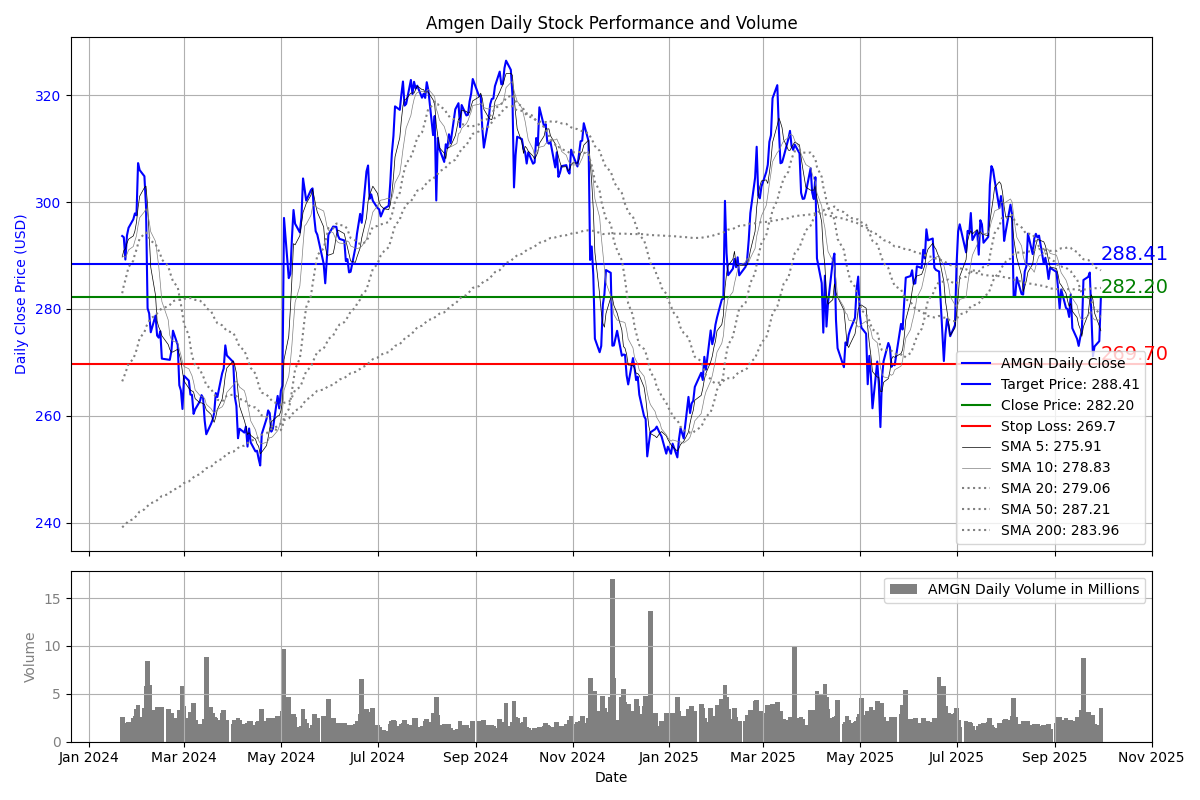 Amgen Daily Stock Performance and Volume
Daily Close Price (USD)
320
300
280
260
240
288.41
282.20
269.70
AMGN Daily Close
Target Price: 288.41
Close Price: 282.20
Stop Loss: 269.7
SMA 5: 275.91
SMA 10: 278.83
SMA 20: 279.06
SMA 50: 287.21
SMA 200: 283.96
Volume
15
10
5
0
AMGN Daily Volume in Millions
Jan 2024
Mar 2024
May 2024
Jul 2024
Sep 2024
Nov 2024
Jan 2025
Mar 2025
May 2025
Jul 2025
Sep 2025
Nov 2025
Date